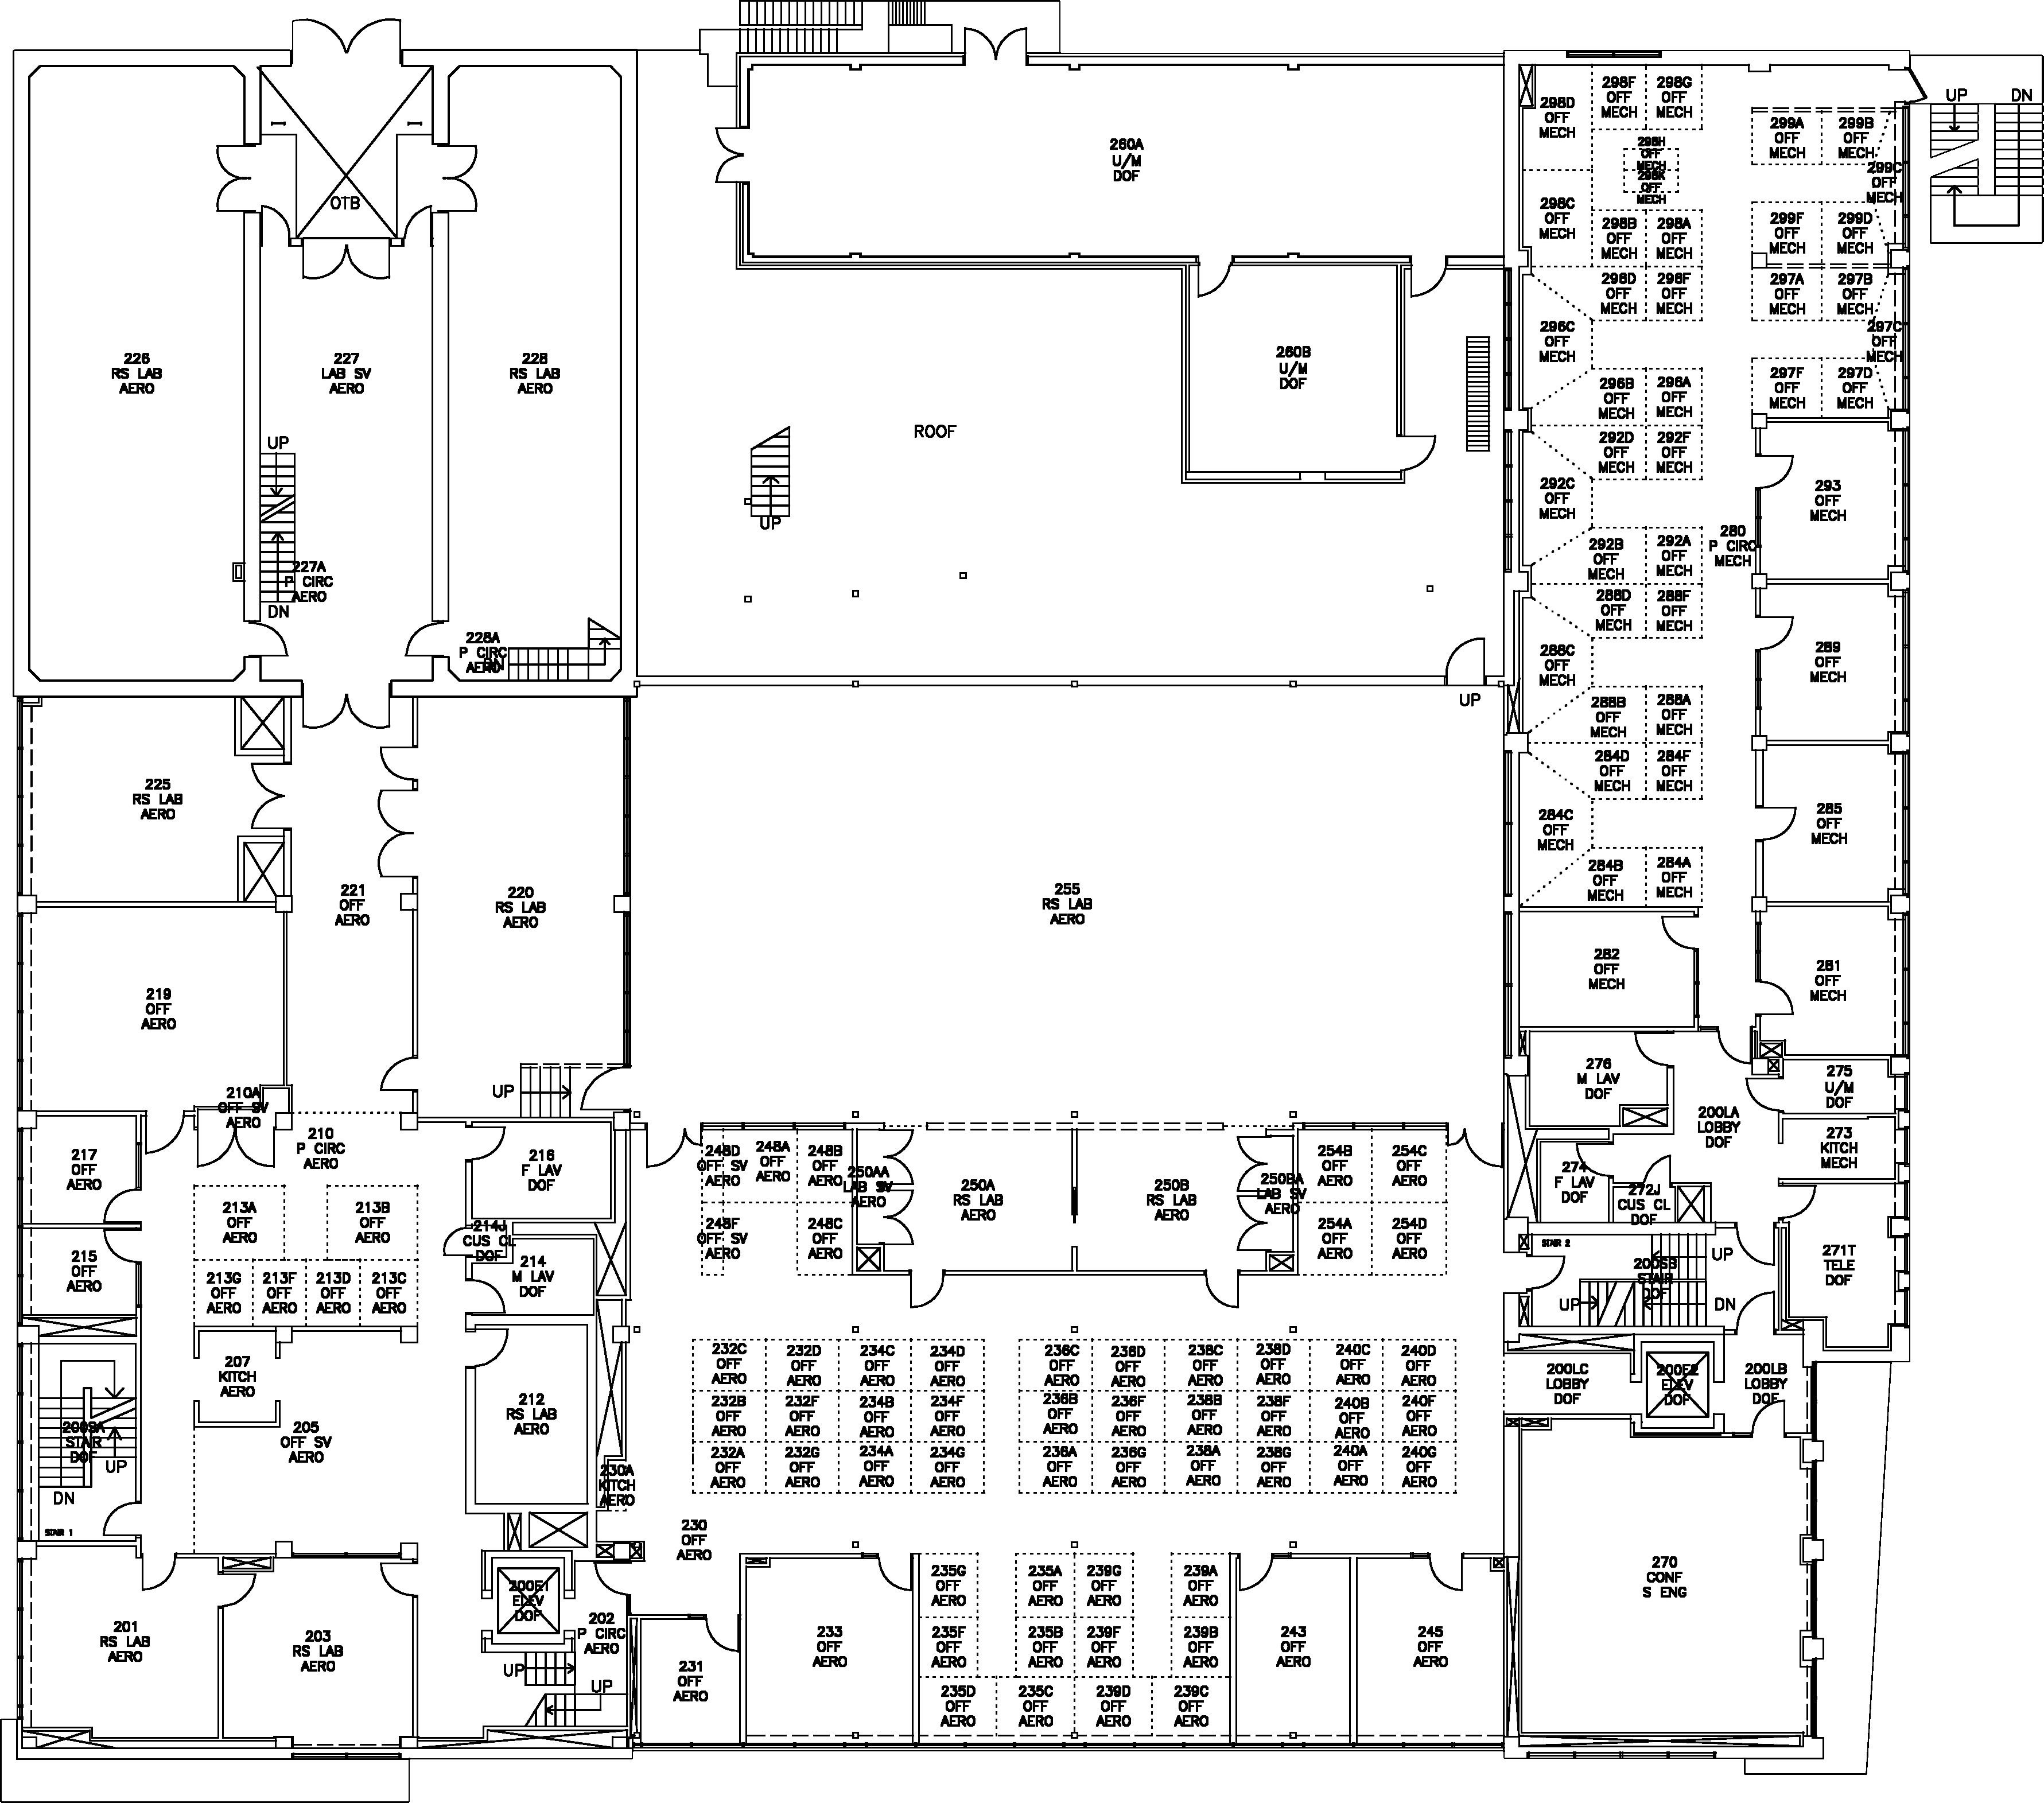 226
RS LAB
AERO
227
LAB SV
AERO
228
RS LAB
AERO
OTB
UP
227A
P CIRC
AERO
DN
228A
P CIRC
AERO
DN
260A
U/M
DOF
260B
U/M
DOF
ROOF
UP
UP
298D
OFF
MECH
298F
OFF
MECH
298G
OFF
MECH
298H
OFF
MECH
298K
OFF
MECH
298C
OFF
MECH
298B
OFF
MECH
298A
OFF
MECH
299A
OFF
MECH
299B
OFF
MECH
299C
OFF
MECH
299F
OFF
MECH
299D
OFF
MECH
UP
DN
296D
OFF
MECH
296F
OFF
MECH
296C
OFF
MECH
296B
OFF
MECH
296A
OFF
MECH
297A
OFF
MECH
297B
OFF
MECH
297C
OFF
MECH
297F
OFF
MECH
297D
OFF
MECH
292D
OFF
MECH
292F
OFF
MECH
292C
OFF
MECH
292B
OFF
MECH
292A
OFF
MECH
280
P CIRC
MECH
293
OFF
MECH
288D
OFF
MECH
288F
OFF
MECH
288C
OFF
MECH
288B
OFF
MECH
288A
OFF
MECH
289
OFF
MECH
284D
OFF
MECH
284F
OFF
MECH
284C
OFF
MECH
284B
OFF
MECH
284A
OFF
MECH
285
OFF
MECH
282
OFF
MECH
281
OFF
MECH
225
RS LAB
AERO
221
OFF
AERO
220
RS LAB
AERO
UP
255
RS LAB
AERO
219
OFF
AERO
210A
OFF SV
AERO
210
P CIRC
AERO
217
OFF
AERO
215
OFF
AERO
213A
OFF
AERO
213B
OFF
AERO
213G
OFF
AERO
213F
OFF
AERO
213D
OFF
AERO
213C
OFF
AERO
216
F LAV
DOF
214J
CUS CL
DOF
214
M LAV
DOF
207
KITCH
AERO
205
OFF SV
AERO
212
RS LAB
AERO
200SA
STAIR
DOF
UP
DN
STAIR 1
201
RS LAB
AERO
203
RS LAB
AERO
200E1
ELEV
DOF
202
P CIRC
AERO
UP
UP
248D
OFF SV
AERO
248A
OFF
AERO
248B
OFF
AERO
248F
OFF SV
AERO
248C
OFF
AERO
250AA
LAB SV
AERO
250A
RS LAB
AERO
250B
RS LAB
AERO
250BA
LAB SV
AERO
254B
OFF
AERO
254C
OFF
AERO
254A
OFF
AERO
254D
OFF
AERO
232C
OFF
AERO
232D
OFF
AERO
234C
OFF
AERO
234D
OFF
AERO
236C
OFF
AERO
236D
OFF
AERO
238C
OFF
AERO
238D
OFF
AERO
240C
OFF
AERO
240D
OFF
AERO
232B
OFF
AERO
232F
OFF
AERO
234B
OFF
AERO
234F
OFF
AERO
236B
OFF
AERO
236F
OFF
AERO
238B
OFF
AERO
238F
OFF
AERO
240B
OFF
AERO
240F
OFF
AERO
232A
OFF
AERO
232G
OFF
AERO
234A
OFF
AERO
234G
OFF
AERO
236A
OFF
AERO
236G
OFF
AERO
238A
OFF
AERO
238G
OFF
AERO
240A
OFF
AERO
240G
OFF
AERO
230A
KITCH
AERO
230
OFF
AERO
231
OFF
AERO
233
OFF
AERO
235G
OFF
AERO
235A
OFF
AERO
239G
OFF
AERO
239A
OFF
AERO
235F
OFF
AERO
235B
OFF
AERO
239F
OFF
AERO
239B
OFF
AERO
235D
OFF
AERO
235C
OFF
AERO
239D
OFF
AERO
239C
OFF
AERO
243
OFF
AERO
245
OFF
AERO
276
M LAV
DOF
200LA
LOBBY
DOF
275
U/M
DOF
273
KITCH
MECH
274
F LAV
DOF
272J
CUS CL
DOF
271T
TELE
DOF
STAIR 2
200SB
STAIR
DOF
UP
UP
DN
200LC
LOBBY
DOF
200E2
ELEV
DOF
200LB
LOBBY
DOF
270
CONF
S ENG